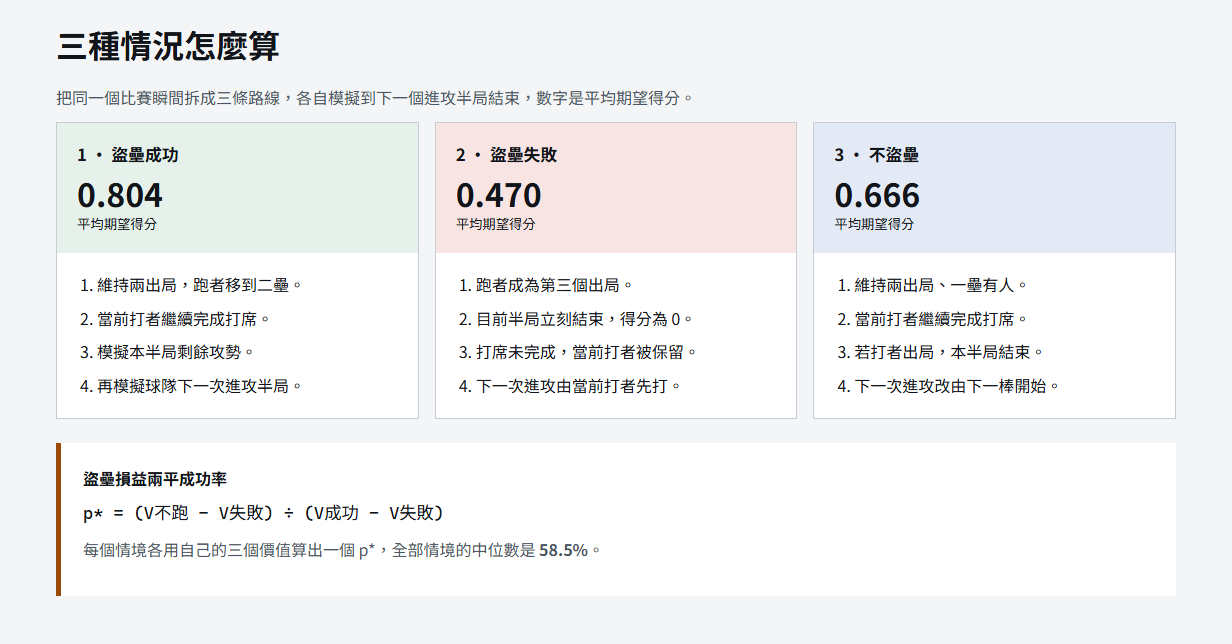 三種情況怎麼算
把同一個比賽瞬間拆成三條路線，各自模擬到下一個進攻半局結束，數字是平均期望得分。
1 · 盜壘成功
0.804
平均期望得分
1. 維持兩出局，跑者移到二壘。
2. 當前打者繼續完成打席。
3. 模擬本半局剩餘攻勢。
4. 再模擬球隊下一次進攻半局。
2 · 盜壘失敗
0.470
平均期望得分
1. 跑者成為第三個出局。
2. 目前半局立刻結束，得分為 0。
3. 打席未完成，當前打者被保留。
4. 下一次進攻由當前打者先打。
3 · 不盜壘
0.666
平均期望得分
1. 維持兩出局、一壘有人。
2. 當前打者繼續完成打席。
3. 若打者出局，本半局結束。
4. 下一次進攻改由下一棒開始。
盜壘損益兩平成功率
p* = (V不跑 − V失敗) ÷ (V成功 − V失敗)
每個情境各用自己的三個價值算出一個 p*，全部情境的中位數是 58.5%。